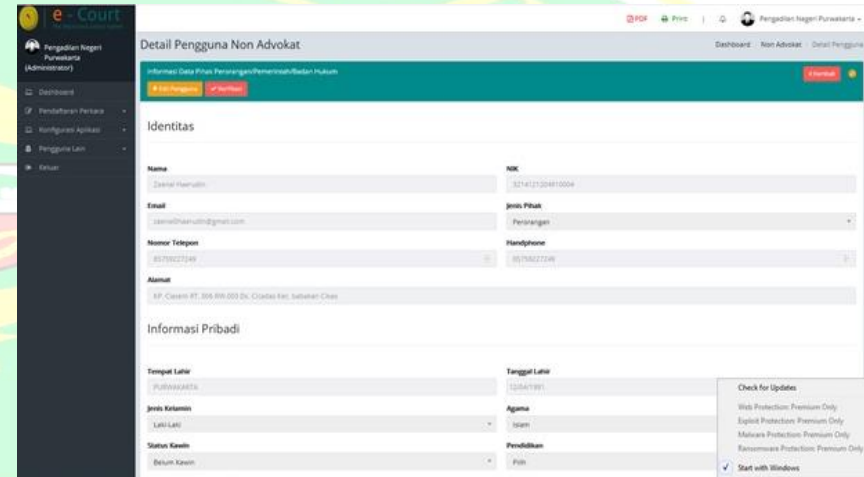 e - Court
PDF Print
Pengadilan Negeri Purwakarta
Pengadilan Negeri
Purwakarta
(Administrator)
Detail Pengguna Non Advokat
Dashboard Non Advokat Detail Pengguna
Informasi Data Pihak Perorangan/Pemerintah/Badan Hukum
Edit Pengguna Verifikasi
Kembali
Dashboard
Pendaftaran Perkara
Konfigurasi Aplikasi
Pengguna Lain
Keluar
Identitas
Nama NIK
Email Jenis Pihak
Perorangan
Nomor Telepon Handphone
Alamat
Informasi Pribadi
Tempat Lahir Tanggal Lahir
PURWAKARTA 12/04/1981
Jenis Kelamin Agama
Laki-Laki Islam
Status Kawin Pendidikan
Belum Kawin Pilih
Check for Updates
Web Protection: Premium Only
Exploit Protection: Premium Only
Malware Protection: Premium Only
Ransomware Protection: Premium Only
Start with Windows